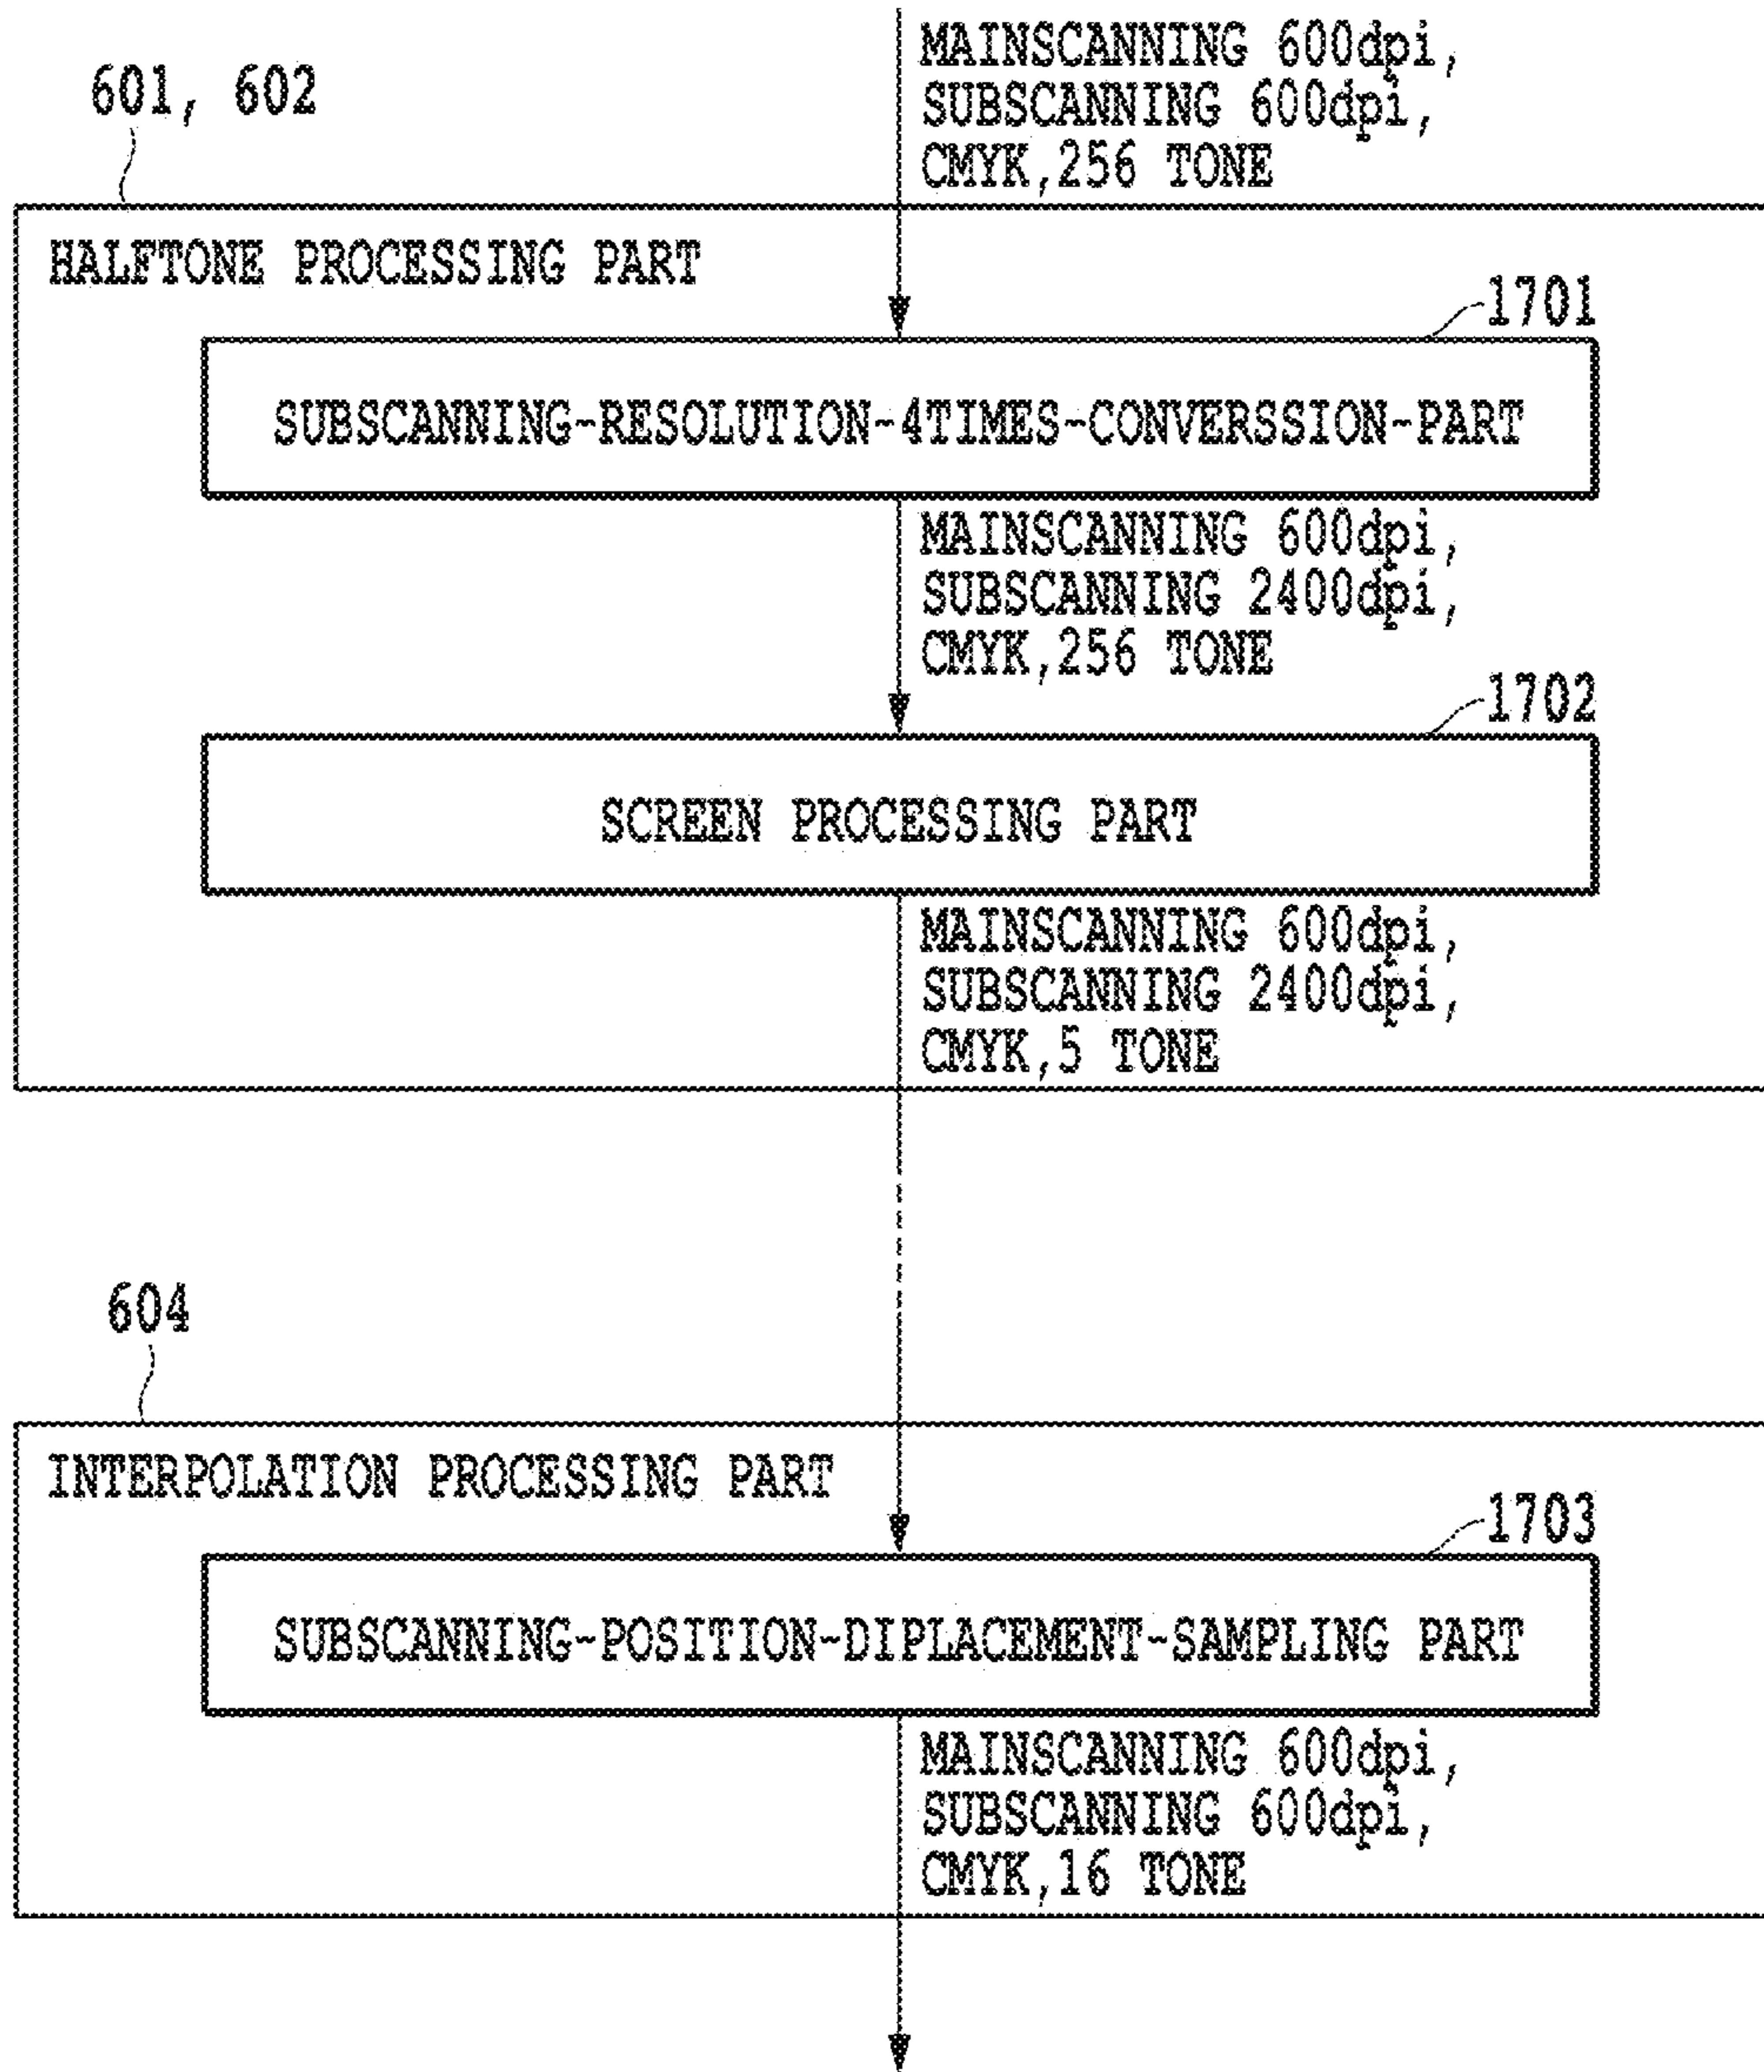 MAINSCANNING 600dpi,
SUBSCANNING 600dpi,
CMYK,256 TONE
601, 602
HALFTONE PROCESSING PART
1701
SUBSCANNING-RESOLUTION-4TIMES-CONVERSSION-PART
MAINSCANNING 600dpi,
SUBSCANNING 2400dpi,
CMYK,256 TONE
1702
SCREEN PROCESSING PART
MAINSCANNING 600dpi,
SUBSCANNING 2400dpi,
CMYK,5 TONE
604
INTERPOLATION PROCESSING PART
1703
SUBSCANNING-POSITION-DIPLACEMENT-SAMPLING PART
MAINSCANNING 600dpi,
SUBSCANNING 600dpi,
CMYK,16 TONE